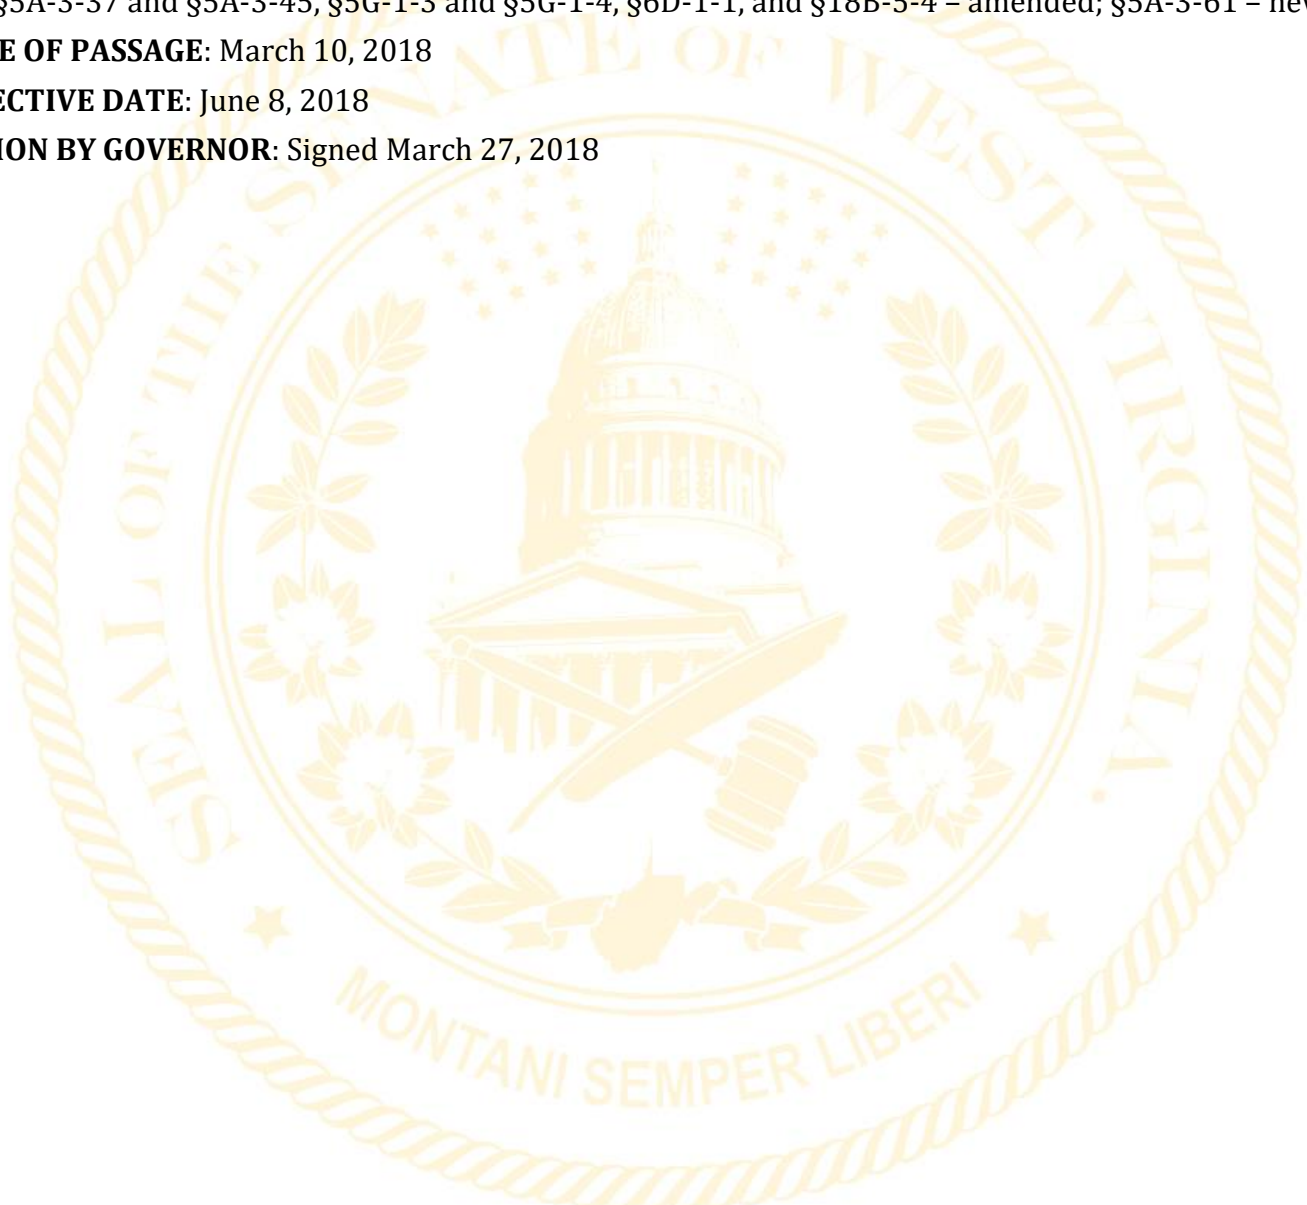 §5A-3-37 and §5A-3-45, §5G-1-3 and §5G-1-4, §6D-1-1, and §18B-5-4 – amended; §5A-3-61 – new
E OF PASSAGE: March 10, 2018
ECTIVE DATE: June 8, 2018
ION BY GOVERNOR: Signed March 27, 2018
SEAL OF THE SENATE OF WEST VIRGINIA
MONTANI SEMPER LIBERI